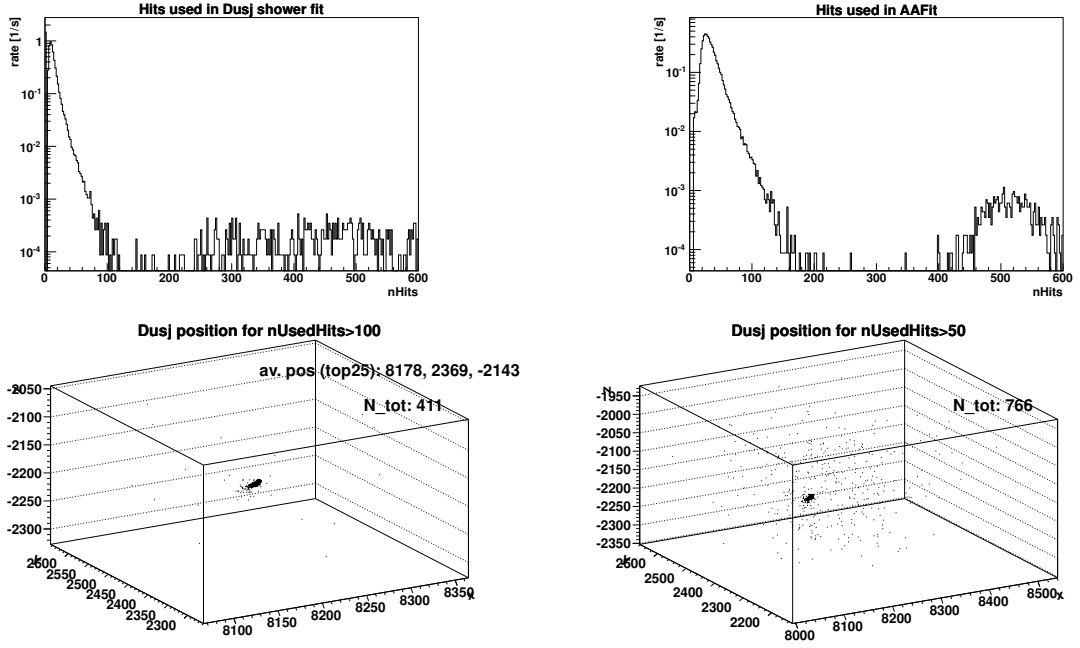 Hits used in Dusj shower fit
rate [1/s]
1
10⁻¹
10⁻²
10⁻³
10⁻⁴
0 100 200 300 400 500 600
nHits
Hits used in AAFit
rate [1/s]
10⁻¹
10⁻²
10⁻³
10⁻⁴
0 100 200 300 400 500 600
nHits
Dusj position for nUsedHits>100
av. pos (top25): 8178, 2369, -2143
N_tot: 411
-2050
-2100
-2150
-2200
-2250
-2300
2600 2550 2500 2450 2400 2350 2300
8100 8150 8200 8250 8300 8350 x
Dusj position for nUsedHits>50
N_tot: 766
-1950
-2000
-2050
-2100
-2150
-2200
-2250
-2300
-2350
2600 2500 2400 2300 2200
8000 8100 8200 8300 8400 8500 x